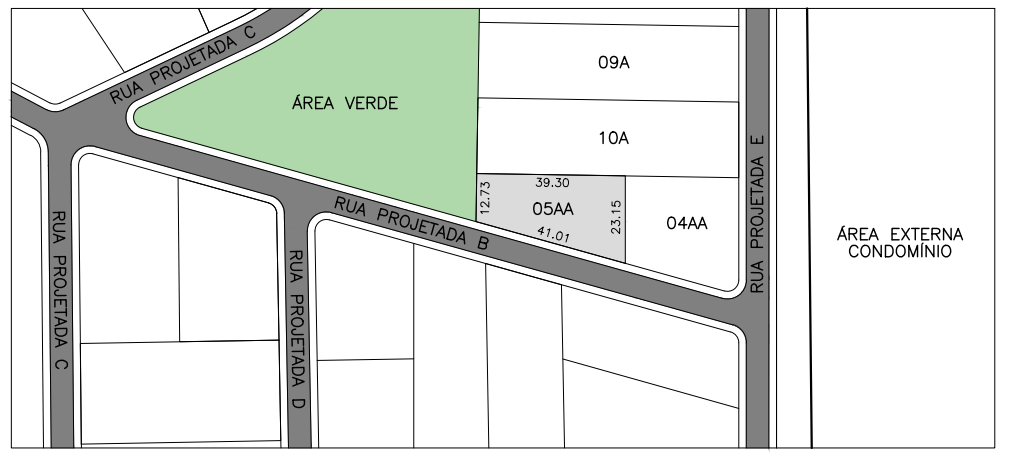 RUA PROJETADA C
ÁREA VERDE
09A
10A
RUA PROJETADA E
39.30
12.73
05AA
23.15
41.01
04AA
RUA PROJETADA B
RUA PROJETADA C
RUA PROJETADA D
ÁREA EXTERNA
CONDOMÍNIO